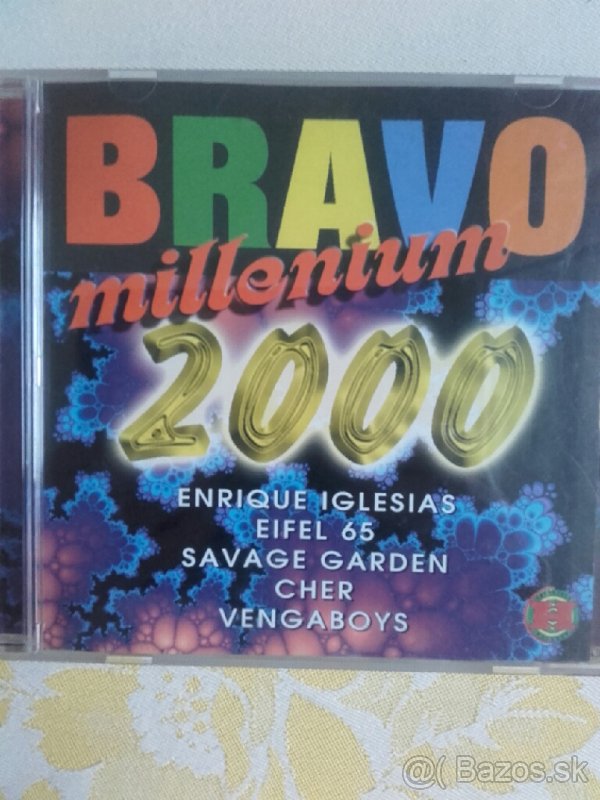 BRAVO
millenium
2000
ENRIQUE IGLESIAS
EIFEL 65
SAVAGE GARDEN
CHER
VENGABOYS
Bazos.sk